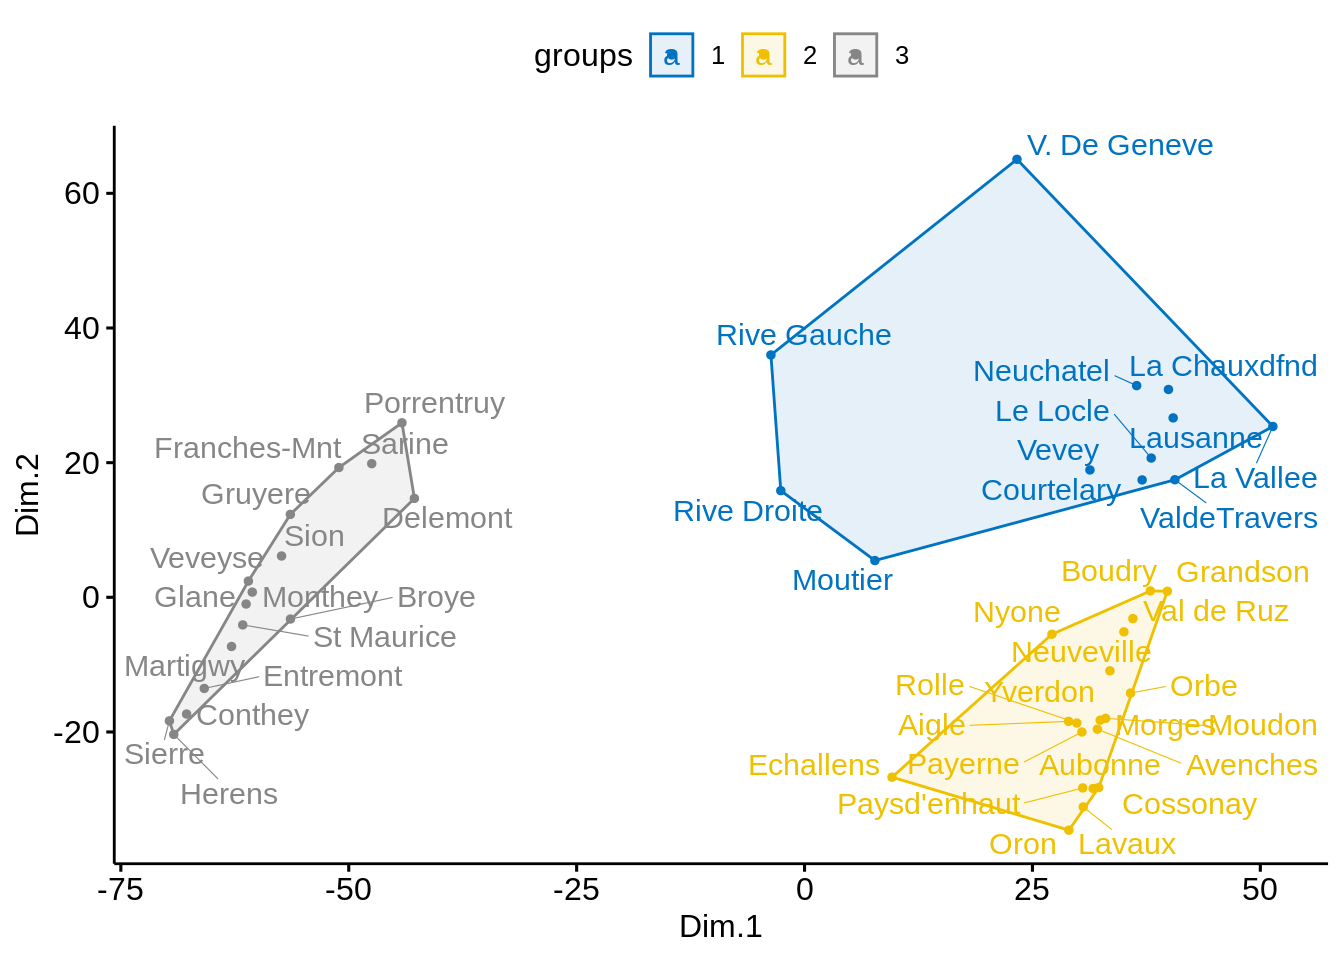 groups a 1 a 2 a 3
V. De Geneve
60
Rive Gauche
40
Neuchatel
La Chauxdfnd
Porrentruy
Le Locle
Franches-Mnt
Sarine
Lausanne
Vevey
20
La Vallee
Gruyere
Courtelary
Rive Droite
Delemont
ValdeTravers
Sion
Veveyse
Boudry
Grandson
Moutier
0
Glane
Monthey
Broye
Nyone
Val de Ruz
St Maurice
Neuveville
Martigwy
Entremont
Rolle
Yverdon
Orbe
Conthey
Aigle
Morges
Moudon
-20
Sierre
Echallens
Payerne
Aubonne
Avenches
Herens
Paysd'enhaut
Cossonay
Oron
Lavaux
Dim.2
-75
-50
-25
0
25
50
Dim.1